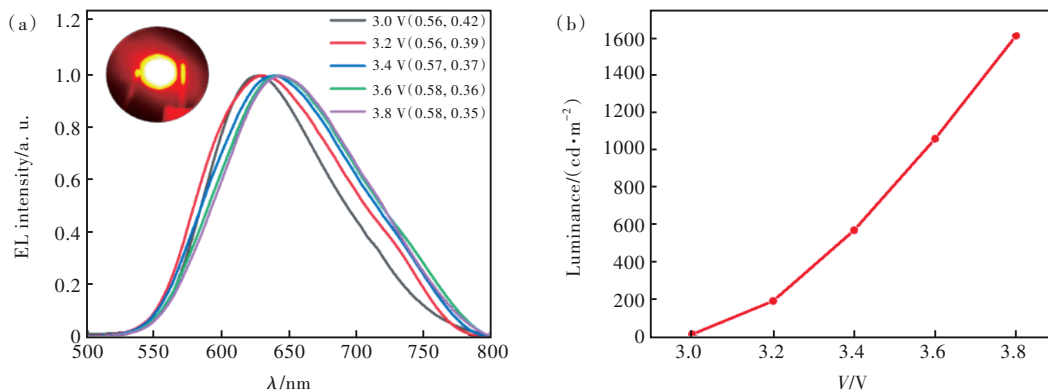 (a)
1.2
1.0
0.8
0.6
0.4
0.2
0
EL intensity/a. u.
3.0 V(0.56, 0.42)
3.2 V(0.56, 0.39)
3.4 V(0.57, 0.37)
3.6 V(0.58, 0.36)
3.8 V(0.58, 0.35)
500 550 600 650 700 750 800
λ/nm
(b)
1600
1400
1200
1000
800
600
400
200
0
Luminance/(cd·m⁻²)
3.0 3.2 3.4 3.6 3.8
V/V